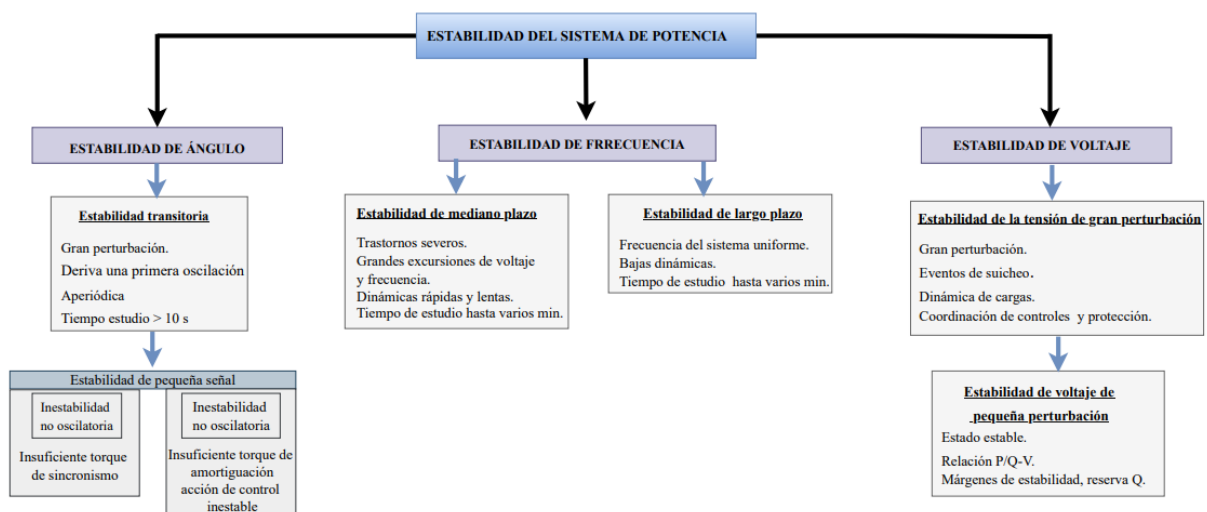 ESTABILIDAD DEL SISTEMA DE POTENCIA
ESTABILIDAD DE ÁNGULO
Estabilidad transitoria
Gran perturbación.
Deriva una primera oscilación
Aperiódica
Tiempo estudio > 10 s
Estabilidad de pequeña señal
Inestabilidad
no oscilatoria
Insuficiente torque
de sincronismo
Inestabilidad
no oscilatoria
Insuficiente torque de
amortiguación
acción de control
inestable
ESTABILIDAD DE FRRECUENCIA
Estabilidad de mediano plazo
Trastornos severos.
Grandes excursiones de voltaje
y frecuencia.
Dinámicas rápidas y lentas.
Tiempo de estudio hasta varios min.
Estabilidad de largo plazo
Frecuencia del sistema uniforme.
Bajas dinámicas.
Tiempo de estudio hasta varios min.
ESTABILIDAD DE VOLTAJE
Estabilidad de la tensión de gran perturbación
Gran perturbación.
Eventos de suicheo.
Dinámica de cargas.
Coordinación de controles y protección.
Estabilidad de voltaje de
pequeña perturbación
Estado estable.
Relación P/Q-V.
Márgenes de estabilidad, reserva Q.